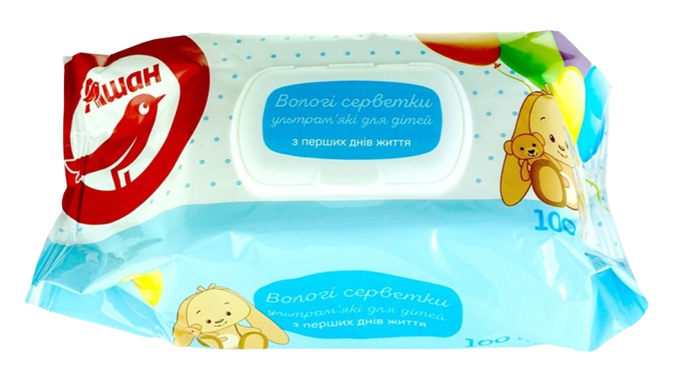 Ашан
Вологі серветки
ультрам'які для дітей
з перших днів життя
100
Вологі серветки
ультрам'які для дітей
з перших днів життя
100